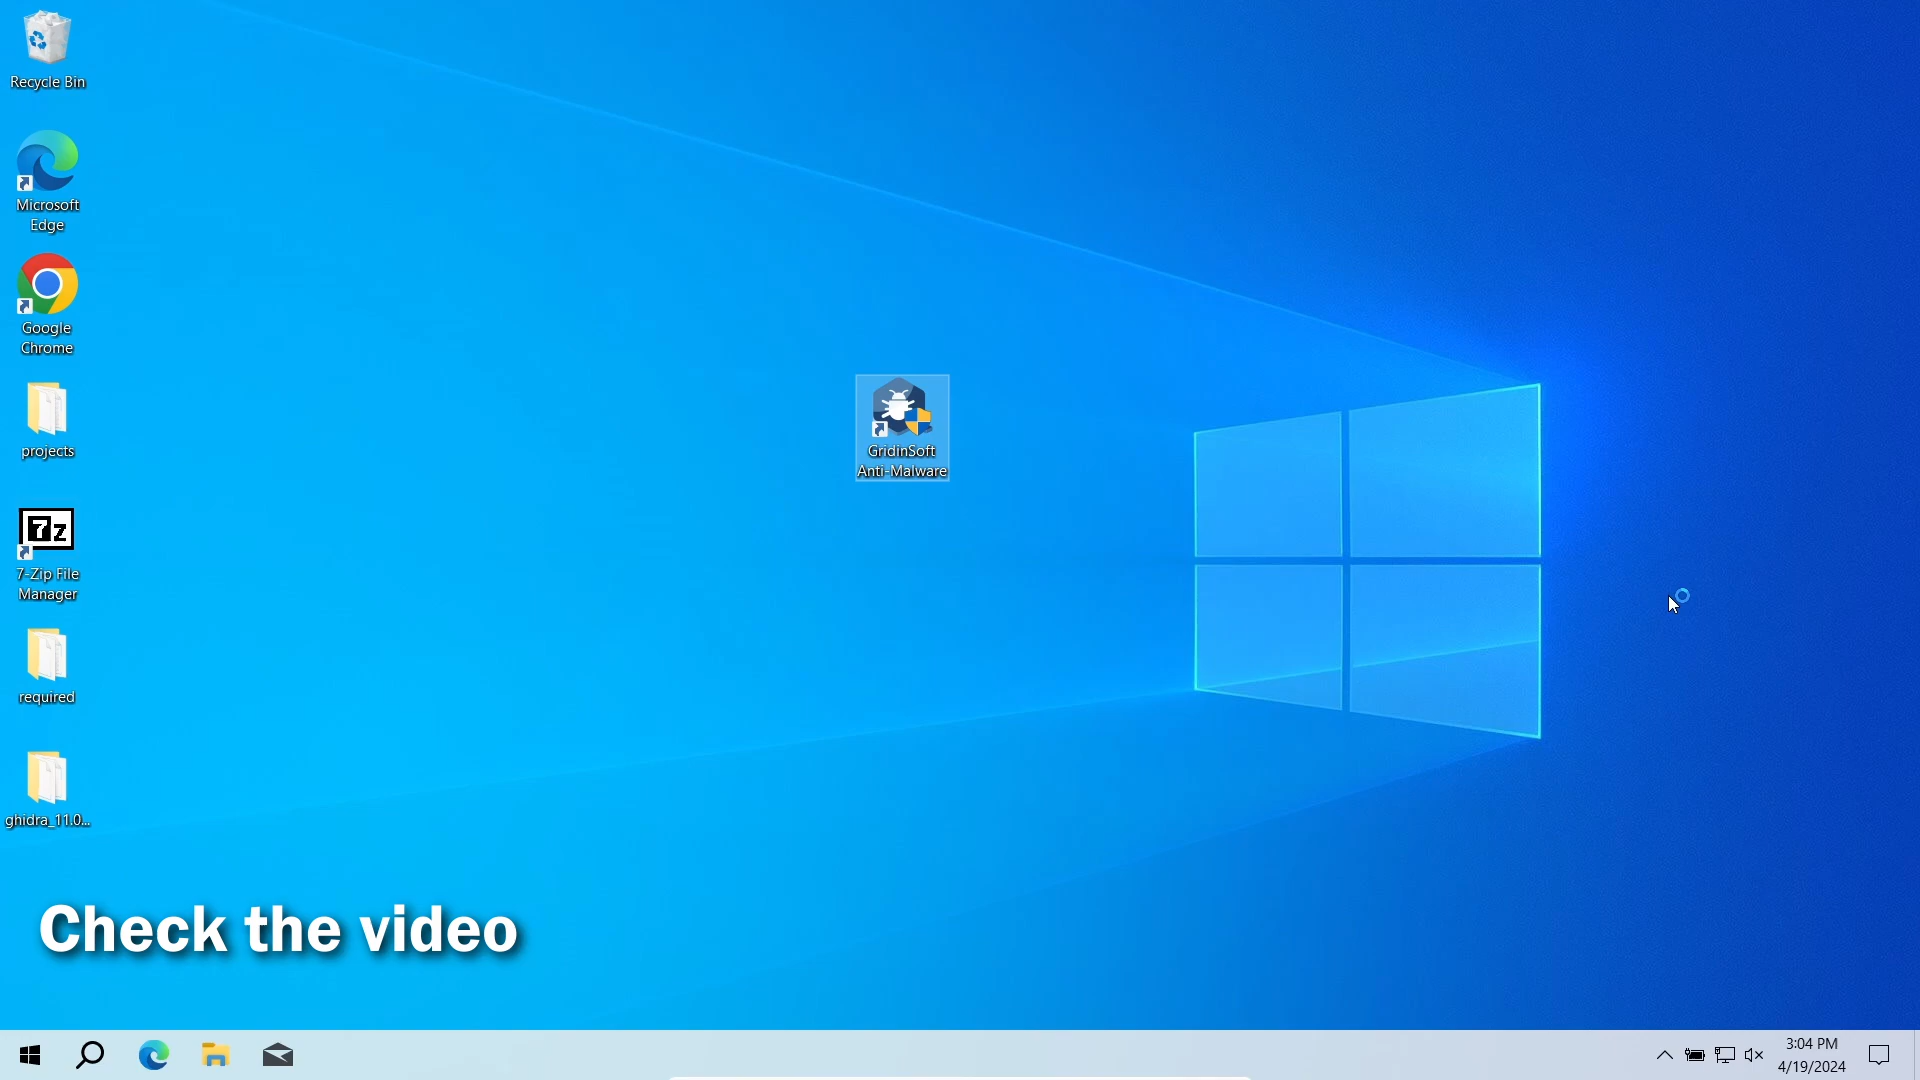 Recycle Bin
Microsoft
Edge
Google
Chrome
projects
7z
7-Zip File
Manager
required
ghidra_11.0...
GridinSoft
Anti-Malware
Check the video
3:04 PM
4/19/2024